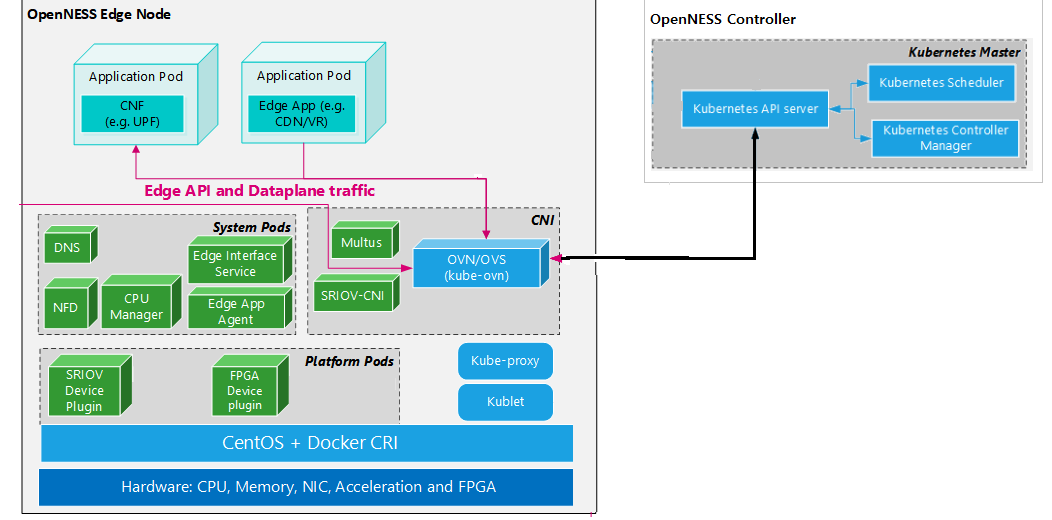 OpenNESS Edge Node
Application Pod
CNF
(e.g. UPF)
Application Pod
Edge App (e.g.
CDN/VR)
Edge API and Dataplane traffic
System Pods
DNS
Edge Interface
Service
NFD
CPU
Manager
Edge App
Agent
CNI
Multus
OVN/OVS
(kube-ovn)
SRIOV-CNI
Platform Pods
SRIOV
Device
Plugin
FPGA
Device
plugin
Kube-proxy
Kublet
CentOS + Docker CRI
Hardware: CPU, Memory, NIC, Acceleration and FPGA
OpenNESS Controller
Kubernetes Master
Kubernetes API server
Kubernetes Scheduler
Kubernetes Controller
Manager